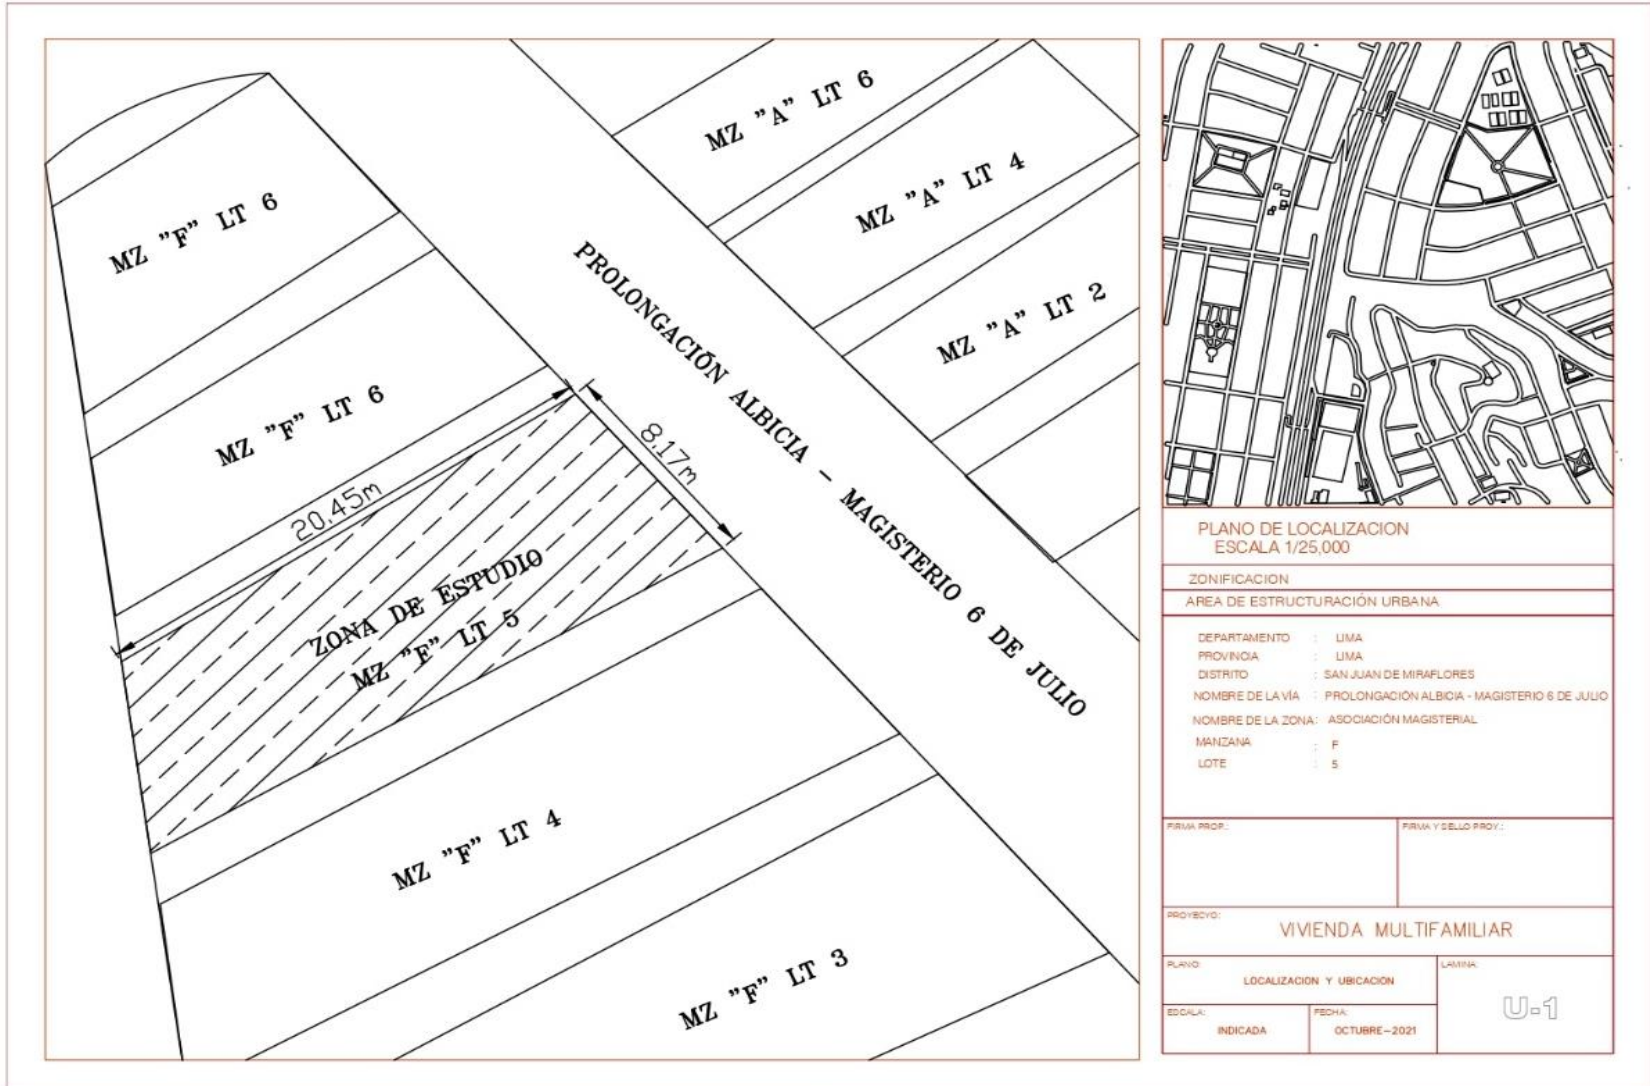 MZ "A" LT 6
MZ "A" LT 4
MZ "F" LT 6
MZ "A" LT 2
PROLONGACIÓN ALBICIA - MAGISTERIO 6 DE JULIO
MZ "F" LT 6
8.17m
20.45m
ZONA DE ESTUDIO
MZ "F" LT 5
MZ "F" LT 4
MZ "F" LT 3
PLANO DE LOCALIZACION
ESCALA 1/25,000
ZONIFICACION
AREA DE ESTRUCTURACIÓN URBANA
DEPARTAMENTO : LIMA
PROVINCIA : LIMA
DISTRITO : SAN JUAN DE MIRAFLORES
NOMBRE DE LA VÍA : PROLONGACIÓN ALBICIA - MAGISTERIO 6 DE JULIO
NOMBRE DE LA ZONA: ASOCIACIÓN MAGISTERIAL
MANZANA : F
LOTE : 5
FIRMA PROP.:
FIRMA Y SELLO PROY.:
PROYECYO:
VIVIENDA MULTIFAMILIAR
PLANO:
LOCALIZACION Y UBICACION
LAMINA:
U-1
ESCALA:
INDICADA
FECHA:
OCTUBRE-2021